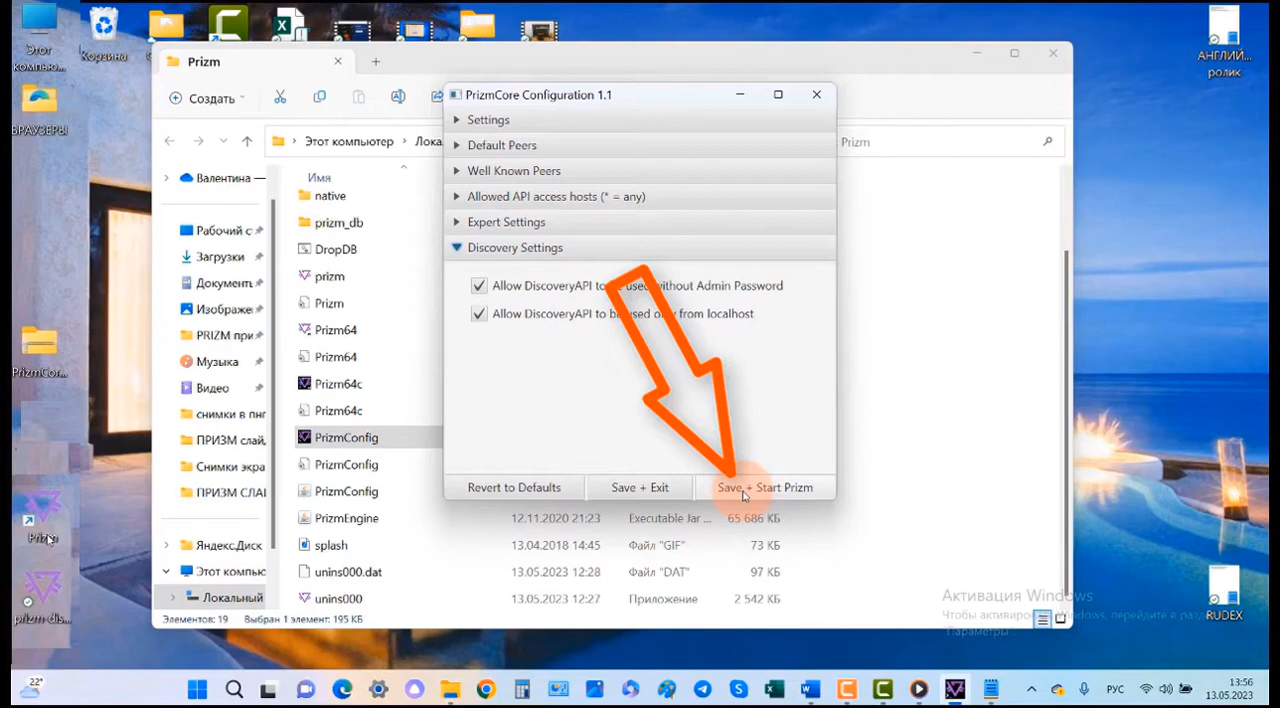 Этот
компью...
Корзина
БРАУЗЕРЫ
PrizmCor...
Prizm
prizm-dis...
АНГЛИЙ...
ролик
RUDEX
Prizm
Создать
Этот компьютер
Лока
Prizm
Валентина —
Рабочий с
Загрузки
Документы
Изображе
PRIZM при
Музыка
Видео
снимки в пнг
ПРИЗМ слай
Снимки экра
ПРИЗМ СЛАЙ
Яндекс.Диск
Этот компью
Локальный
Имя
native
prizm_db
DropDB
prizm
Prizm
Prizm64
Prizm64
Prizm64c
Prizm64c
PrizmConfig
PrizmConfig
PrizmConfig
PrizmEngine 12.11.2020 21:23 Executable Jar ... 65 686 КБ
splash 13.04.2018 14:45 Файл "GIF" 73 КБ
unins000.dat 13.05.2023 12:28 Файл "DAT" 97 КБ
unins000 13.05.2023 12:27 Приложение 2 542 КБ
Элементов: 19 Выбран 1 элемент: 195 КБ
PrizmCore Configuration 1.1
Settings
Default Peers
Well Known Peers
Allowed API access hosts (* = any)
Expert Settings
Discovery Settings
Allow DiscoveryAPI to be used without Admin Password
Allow DiscoveryAPI to be used only from localhost
Revert to Defaults
Save + Exit
Save + Start Prizm
Активация Windows
Чтобы активировать Windows, перейдите в раздел
"Параметры".
22°
РУС
13:56
13.05.2023